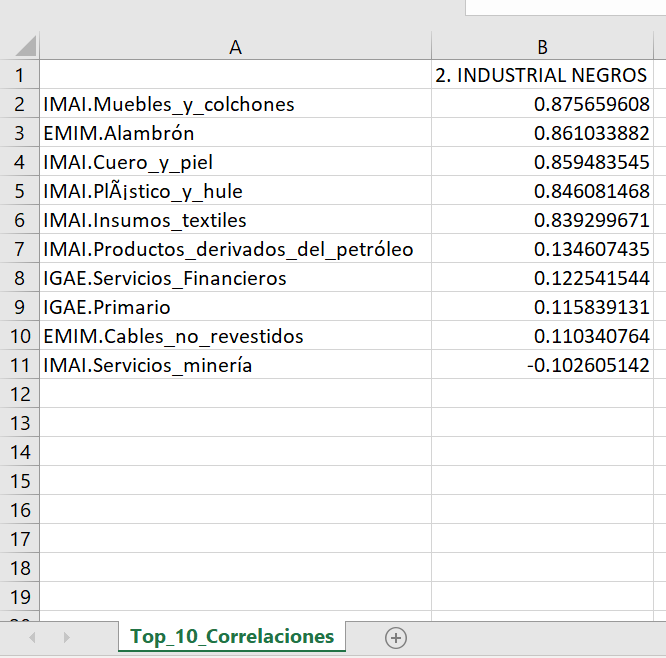 A B
1 2. INDUSTRIAL NEGROS
2 IMAI.Muebles_y_colchones 0.875659608
3 EMIM.Alambrón 0.861033882
4 IMAI.Cuero_y_piel 0.859483545
5 IMAI.PlÃ¡stico_y_hule 0.846081468
6 IMAI.Insumos_textiles 0.839299671
7 IMAI.Productos_derivados_del_petróleo 0.134607435
8 IGAE.Servicios_Financieros 0.122541544
9 IGAE.Primario 0.115839131
10 EMIM.Cables_no_revestidos 0.110340764
11 IMAI.Servicios_minería -0.102605142
12
13
14
15
16
17
18
19
Top_10_Correlaciones